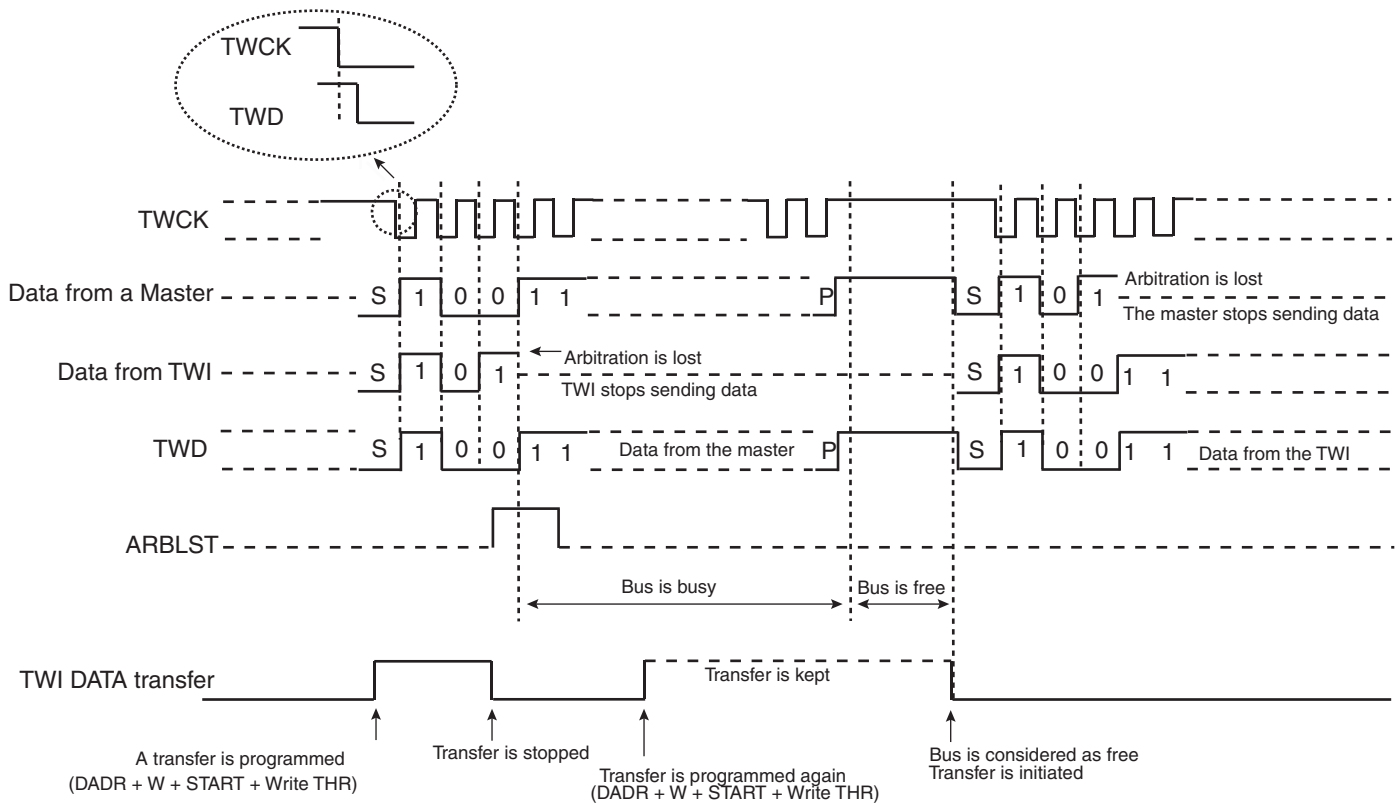 TWCK
TWD
TWCK
Data from a Master S 1 0 0 1 1 P S 1 0 1 Arbitration is lost
The master stops sending data
Data from TWI S 1 0 1 Arbitration is lost S 1 0 0 1 1
TWI stops sending data
TWD S 1 0 0 1 1 Data from the master P S 1 0 0 1 1 Data from the TWI
ARBLST
Bus is busy Bus is free
TWI DATA transfer Transfer is kept
A transfer is programmed
(DADR + W + START + Write THR)
Transfer is stopped
Transfer is programmed again
(DADR + W + START + Write THR)
Bus is considered as free
Transfer is initiated